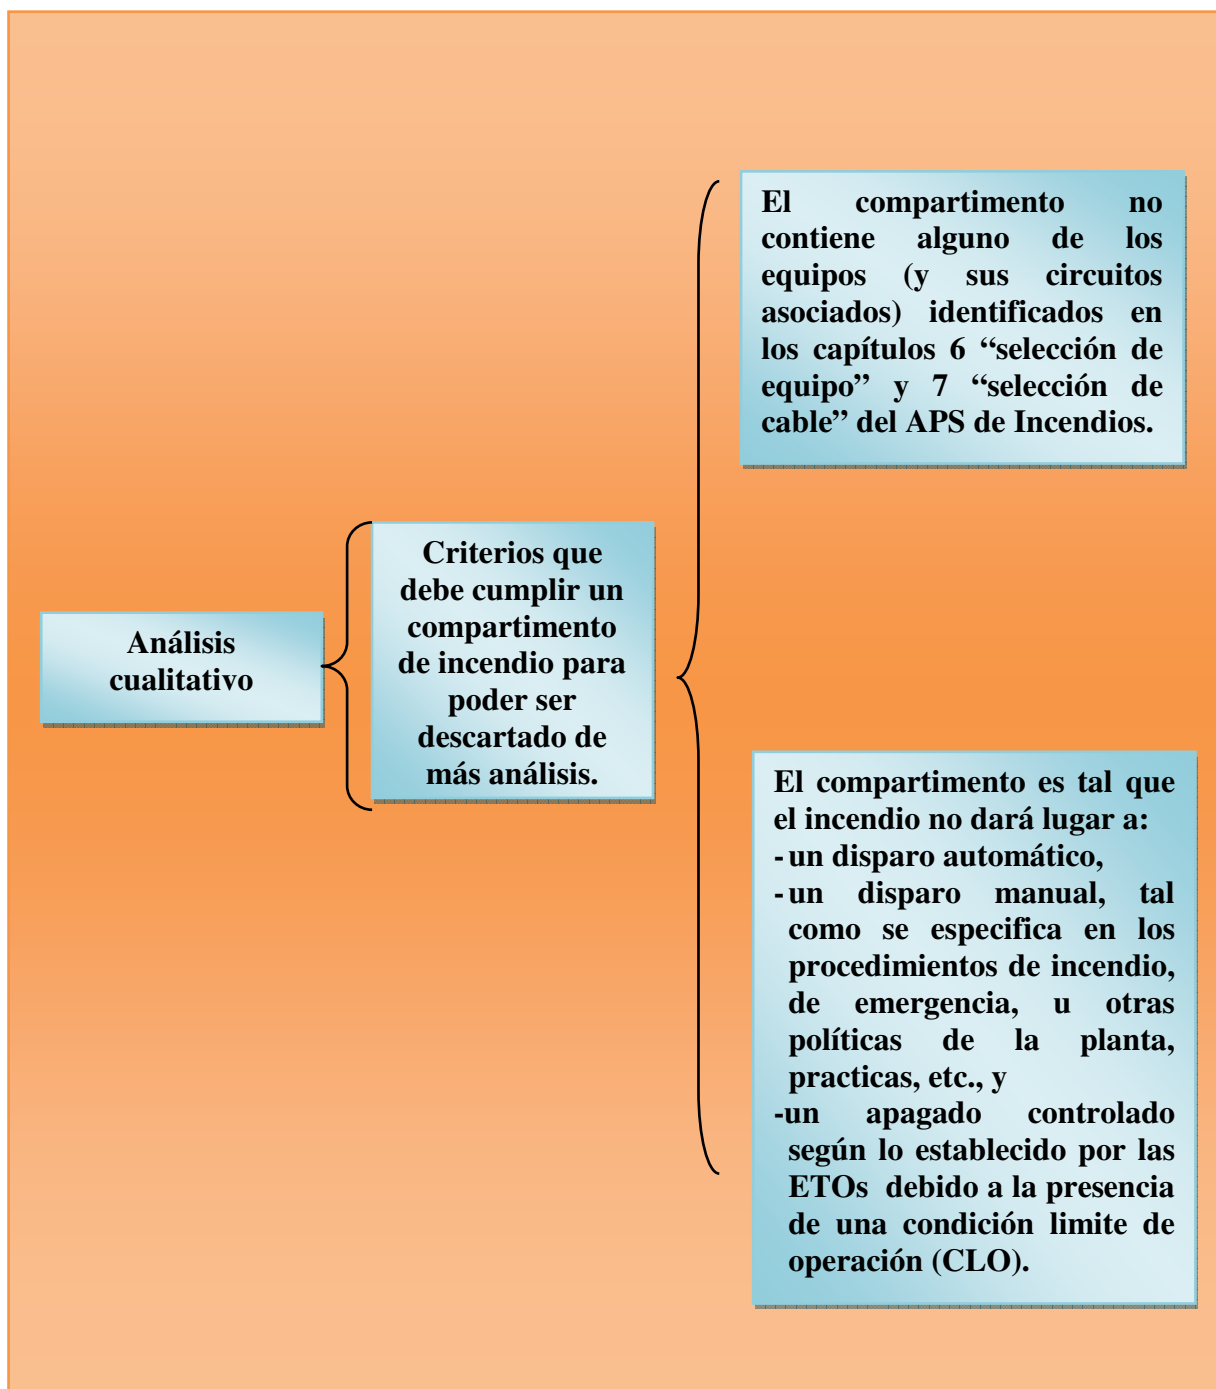 Análisis
cualitativo
Criterios que
debe cumplir un
compartimento
de incendio para
poder ser
descartado de
más análisis.
El compartimento no
contiene alguno de los
equipos (y sus circuitos
asociados) identificados en
los capítulos 6 “selección de
equipo” y 7 “selección de
cable” del APS de Incendios.
El compartimento es tal que
el incendio no dará lugar a:
- un disparo automático,
- un disparo manual, tal
como se especifica en los
procedimientos de incendio,
de emergencia, u otras
políticas de la planta,
practicas, etc., y
-un apagado controlado
según lo establecido por las
ETOs debido a la presencia
de una condición limite de
operación (CLO).